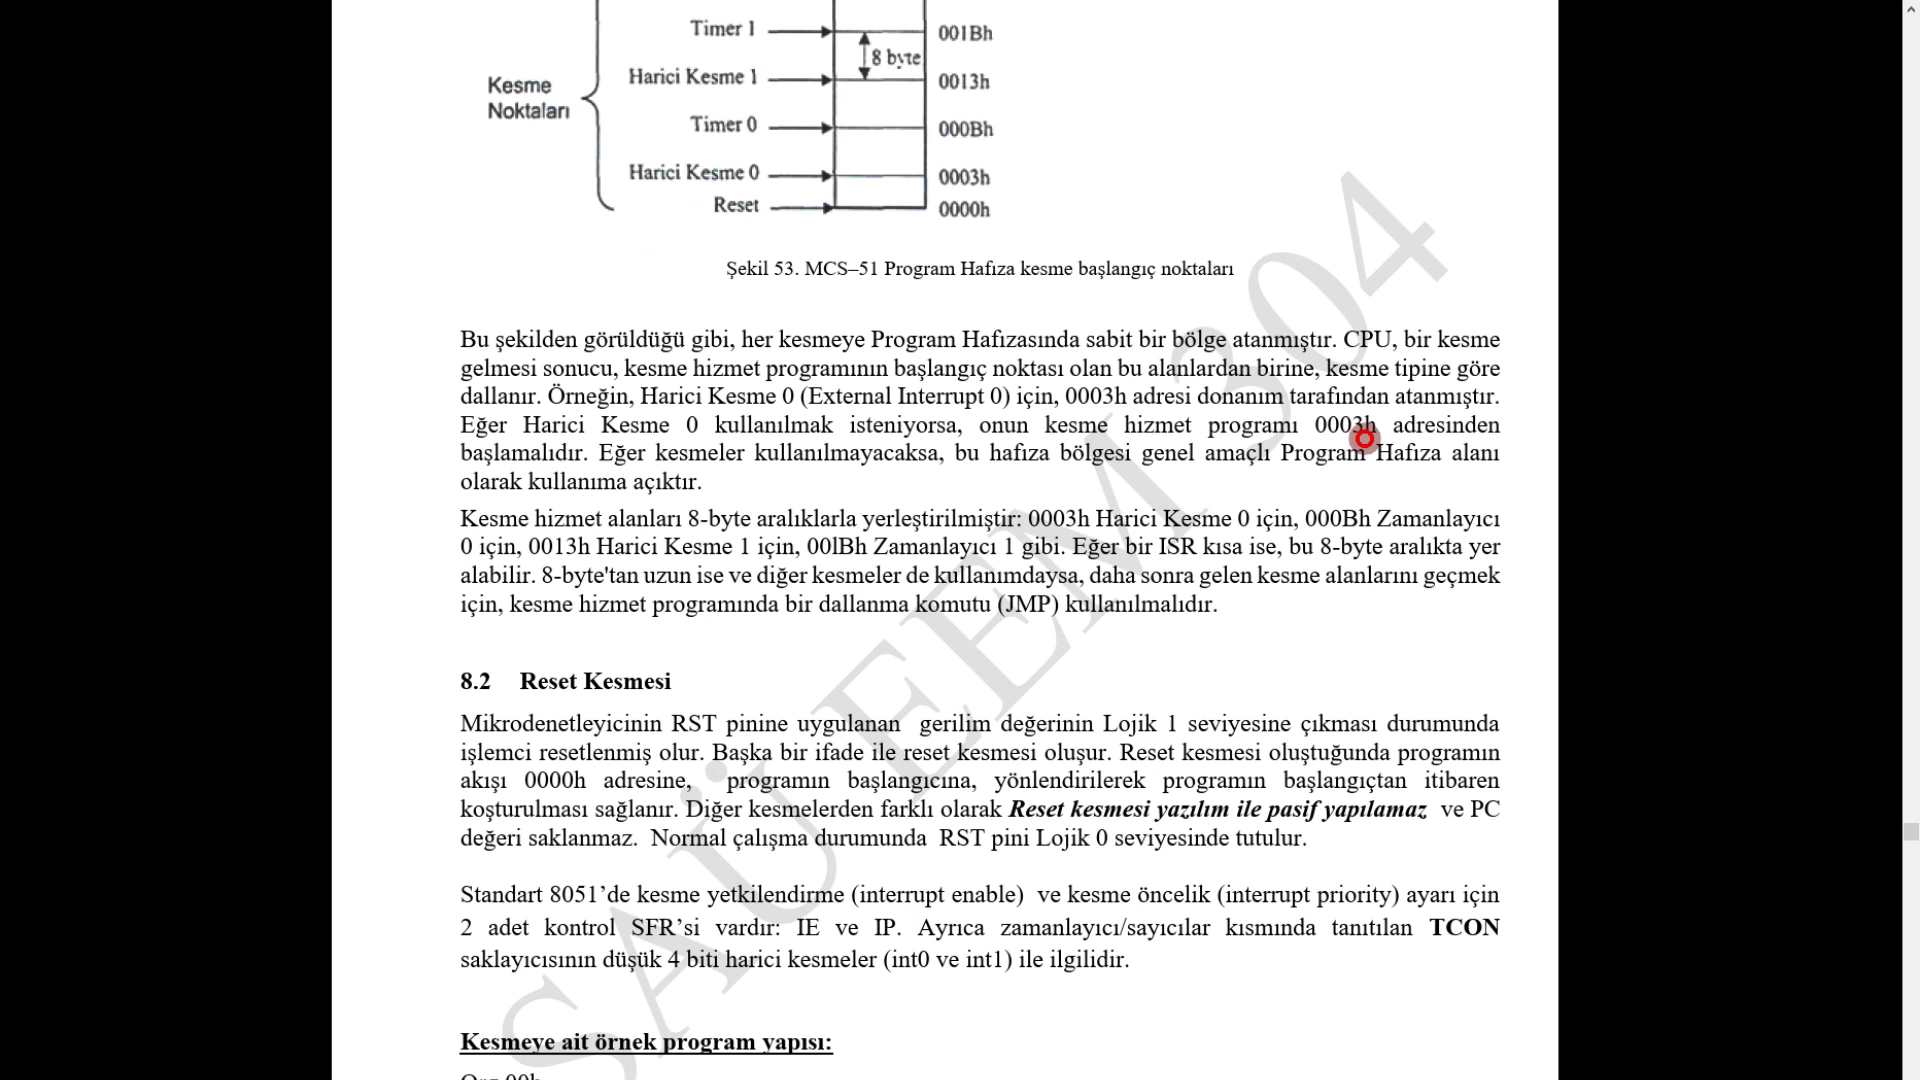 Timer 1
001Bh
8 byte
Harici Kesme 1
0013h
Kesme
Noktaları
Timer 0
000Bh
Harici Kesme 0
0003h
Reset
0000h
Şekil 53. MCS–51 Program Hafıza kesme başlangıç noktaları
Bu şekilden görüldüğü gibi, her kesmeye Program Hafızasında sabit bir bölge atanmıştır. CPU, bir kesme
gelmesi sonucu, kesme hizmet programının başlangıç noktası olan bu alanlardan birine, kesme tipine göre
dallanır. Örneğin, Harici Kesme 0 (External Interrupt 0) için, 0003h adresi donanım tarafından atanmıştır.
Eğer Harici Kesme 0 kullanılmak isteniyorsa, onun kesme hizmet programı 0003h adresinden
başlamalıdır. Eğer kesmeler kullanılmayacaksa, bu hafıza bölgesi genel amaçlı Program Hafıza alanı
olarak kullanıma açıktır.
Kesme hizmet alanları 8-byte aralıklarla yerleştirilmiştir: 0003h Harici Kesme 0 için, 000Bh Zamanlayıcı
0 için, 0013h Harici Kesme 1 için, 00lBh Zamanlayıcı 1 gibi. Eğer bir ISR kısa ise, bu 8-byte aralıkta yer
alabilir. 8-byte'tan uzun ise ve diğer kesmeler de kullanımdaysa, daha sonra gelen kesme alanlarını geçmek
için, kesme hizmet programında bir dallanma komutu (JMP) kullanılmalıdır.
8.2 Reset Kesmesi
Mikrodenetleyicinin RST pinine uygulanan gerilim değerinin Lojik 1 seviyesine çıkması durumunda
işlemci resetlenmiş olur. Başka bir ifade ile reset kesmesi oluşur. Reset kesmesi oluştuğunda programın
akışı 0000h adresine, programın başlangıcına, yönlendirilerek programın başlangıçtan itibaren
koşturulması sağlanır. Diğer kesmelerden farklı olarak Reset kesmesi yazılım ile pasif yapılamaz ve PC
değeri saklanmaz. Normal çalışma durumunda RST pini Lojik 0 seviyesinde tutulur.
Standart 8051’de kesme yetkilendirme (interrupt enable) ve kesme öncelik (interrupt priority) ayarı için
2 adet kontrol SFR’si vardır: IE ve IP. Ayrıca zamanlayıcı/sayıcılar kısmında tanıtılan TCON
saklayıcısının düşük 4 biti harici kesmeler (int0 ve int1) ile ilgilidir.
Kesmeye ait örnek program yapısı:
Org 00h
SAÜ EEM 304